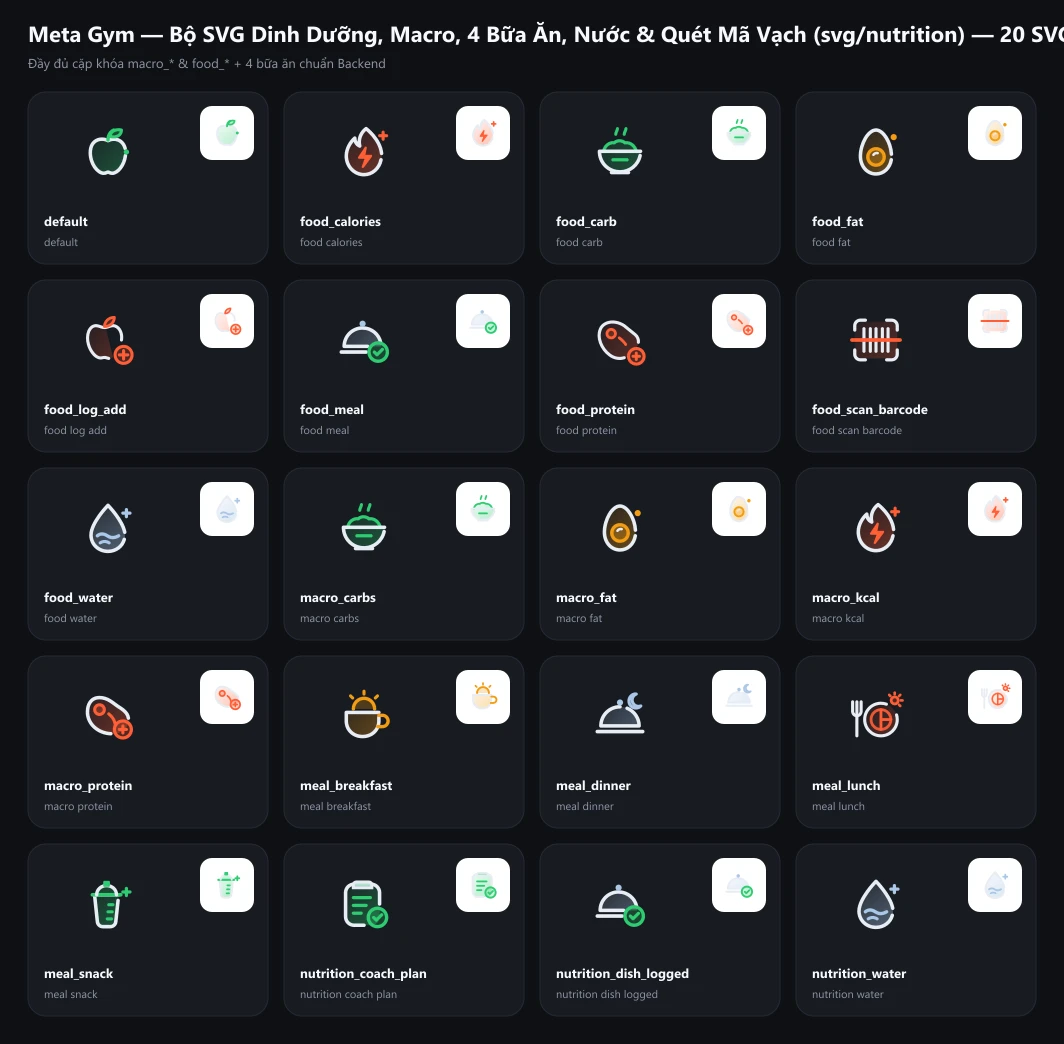 Meta Gym — Bộ SVG Dinh Dưỡng, Macro, 4 Bữa Ăn, Nước & Quét Mã Vạch (svg/nutrition) — 20 SVG
Đầy đủ cặp khóa macro_* & food_* + 4 bữa ăn chuẩn Backend
default
default
food_calories
food calories
food_carb
food carb
food_fat
food fat
food_log_add
food log add
food_meal
food meal
food_protein
food protein
food_scan_barcode
food scan barcode
food_water
food water
macro_carbs
macro carbs
macro_fat
macro fat
macro_kcal
macro kcal
macro_protein
macro protein
meal_breakfast
meal breakfast
meal_dinner
meal dinner
meal_lunch
meal lunch
meal_snack
meal snack
nutrition_coach_plan
nutrition coach plan
nutrition_dish_logged
nutrition dish logged
nutrition_water
nutrition water